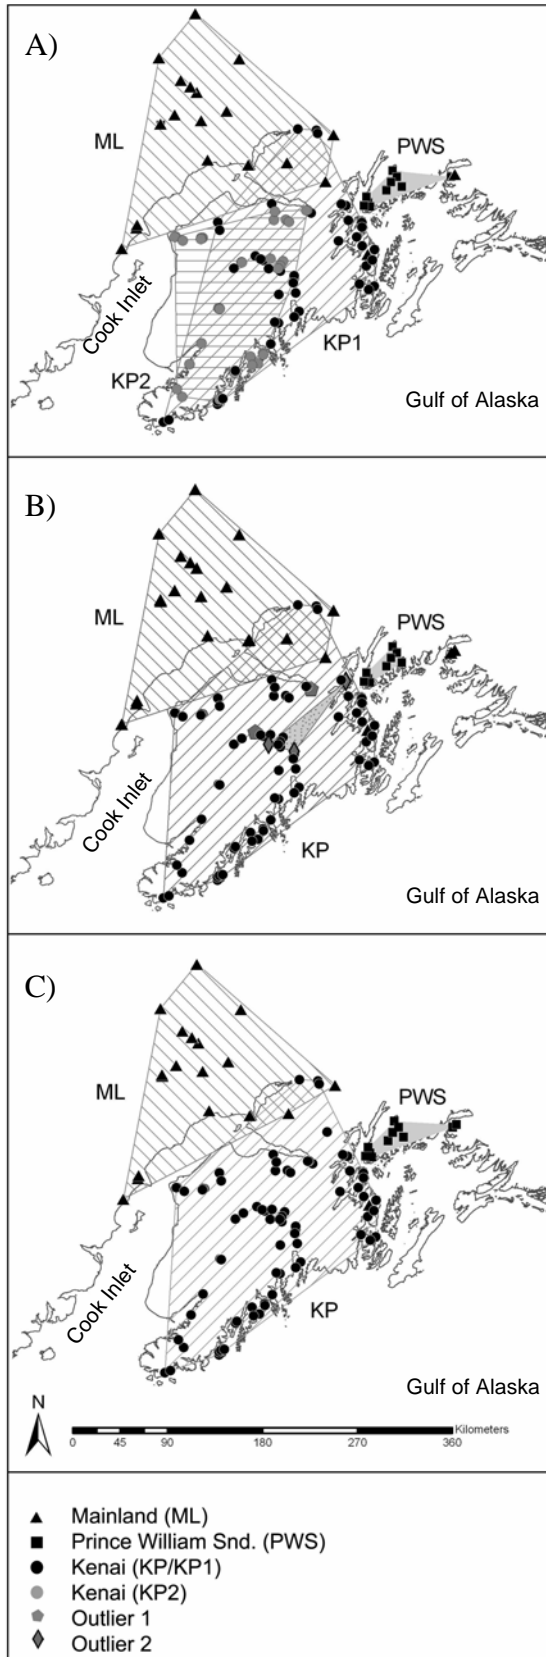 A)
ML
PWS
Cook Inlet
KP1
KP2
Gulf of Alaska
B)
ML
PWS
Cook Inlet
KP
Gulf of Alaska
C)
ML
PWS
Cook Inlet
KP
Gulf of Alaska
N
Kilometers
0 45 90 180 270 360
Mainland (ML)
Prince William Snd. (PWS)
Kenai (KP/KP1)
Kenai (KP2)
Outlier 1
Outlier 2